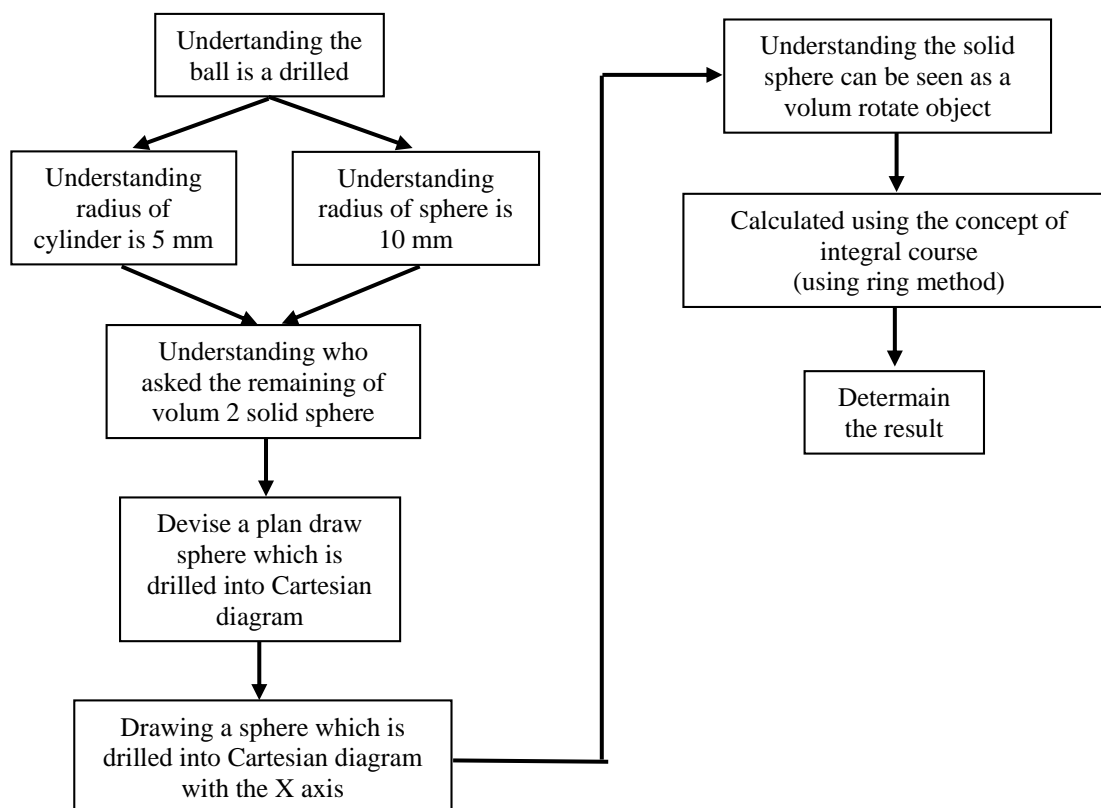 Undertanding the
ball is a drilled
Understanding
radius of
cylinder is 5 mm
Understanding
radius of sphere is
10 mm
Understanding who
asked the remaining of
volum 2 solid sphere
Devise a plan draw
sphere which is
drilled into Cartesian
diagram
Drawing a sphere which is
drilled into Cartesian diagram
with the X axis
Understanding the solid
sphere can be seen as a
volum rotate object
Calculated using the concept of
integral course
(using ring method)
Determain
the result